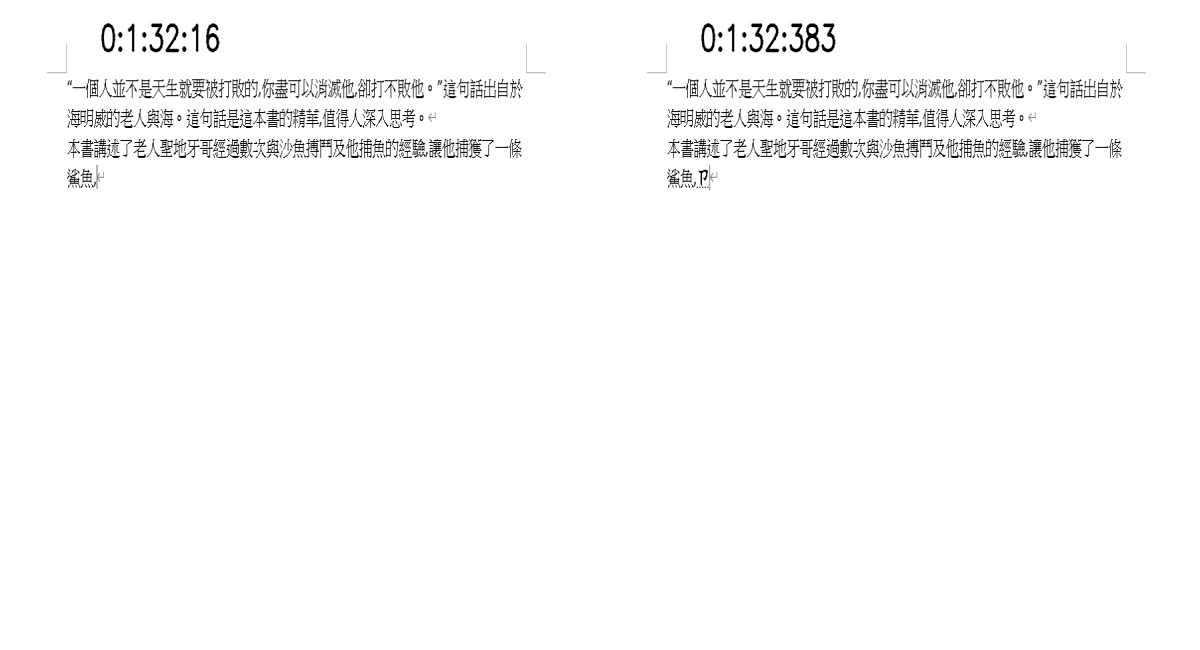 0:1:32:16
“一個人並不是天生就要被打敗的,你盡可以消滅他,卻打不敗他。”這句話出自於
海明威的老人與海。這句話是這本書的精華,值得人深入思考。↵
本書講述了老人聖地牙哥經過數次與沙魚搏鬥及他捕魚的經驗,讓他捕獲了一條
鯊魚,↵
0:1:32:383
“一個人並不是天生就要被打敗的,你盡可以消滅他,卻打不敗他。”這句話出自於
海明威的老人與海。這句話是這本書的精華,值得人深入思考。↵
本書講述了老人聖地牙哥經過數次與沙魚搏鬥及他捕魚的經驗,讓他捕獲了一條
鯊魚,ㄗ↵